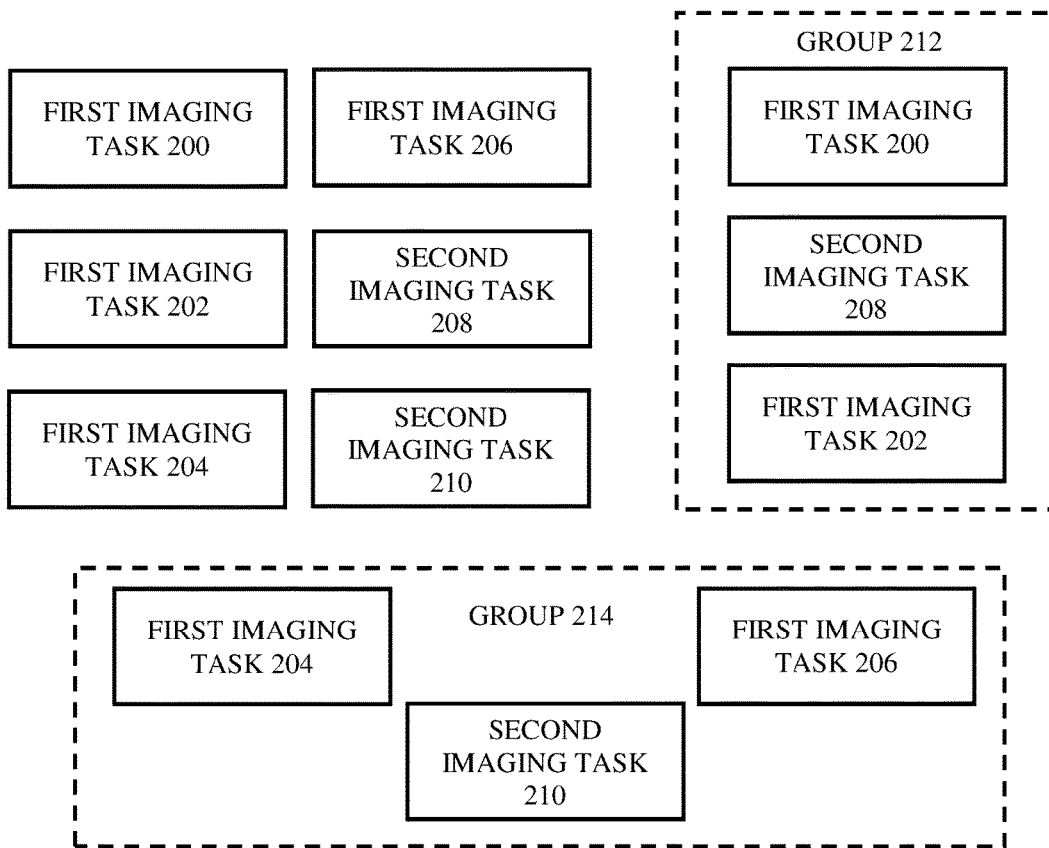 FIRST IMAGING
TASK 200
FIRST IMAGING
TASK 206
FIRST IMAGING
TASK 202
SECOND
IMAGING TASK
208
FIRST IMAGING
TASK 204
SECOND
IMAGING TASK
210
GROUP 212
FIRST IMAGING
TASK 200
SECOND
IMAGING TASK
208
FIRST IMAGING
TASK 202
GROUP 214
FIRST IMAGING
TASK 204
SECOND
IMAGING TASK
210
FIRST IMAGING
TASK 206